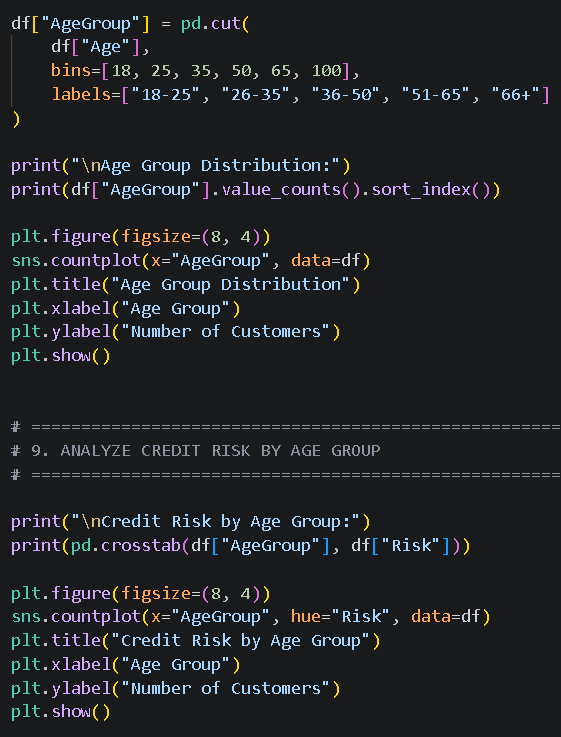 df["AgeGroup"] = pd.cut(
    df["Age"],
    bins=[18, 25, 35, 50, 65, 100],
    labels=["18-25", "26-35", "36-50", "51-65", "66+"]
)

print("\nAge Group Distribution:")
print(df["AgeGroup"].value_counts().sort_index())

plt.figure(figsize=(8, 4))
sns.countplot(x="AgeGroup", data=df)
plt.title("Age Group Distribution")
plt.xlabel("Age Group")
plt.ylabel("Number of Customers")
plt.show()

# =====================================================
# 9. ANALYZE CREDIT RISK BY AGE GROUP
# =====================================================

print("\nCredit Risk by Age Group:")
print(pd.crosstab(df["AgeGroup"], df["Risk"]))

plt.figure(figsize=(8, 4))
sns.countplot(x="AgeGroup", hue="Risk", data=df)
plt.title("Credit Risk by Age Group")
plt.xlabel("Age Group")
plt.ylabel("Number of Customers")
plt.show()